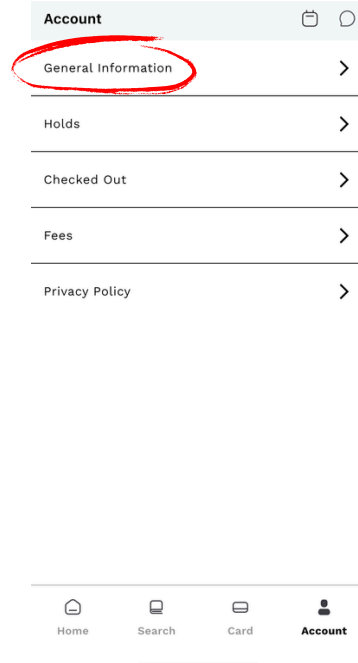 Account
General Information
Holds
Checked Out
Fees
Privacy Policy
Home Search Card Account